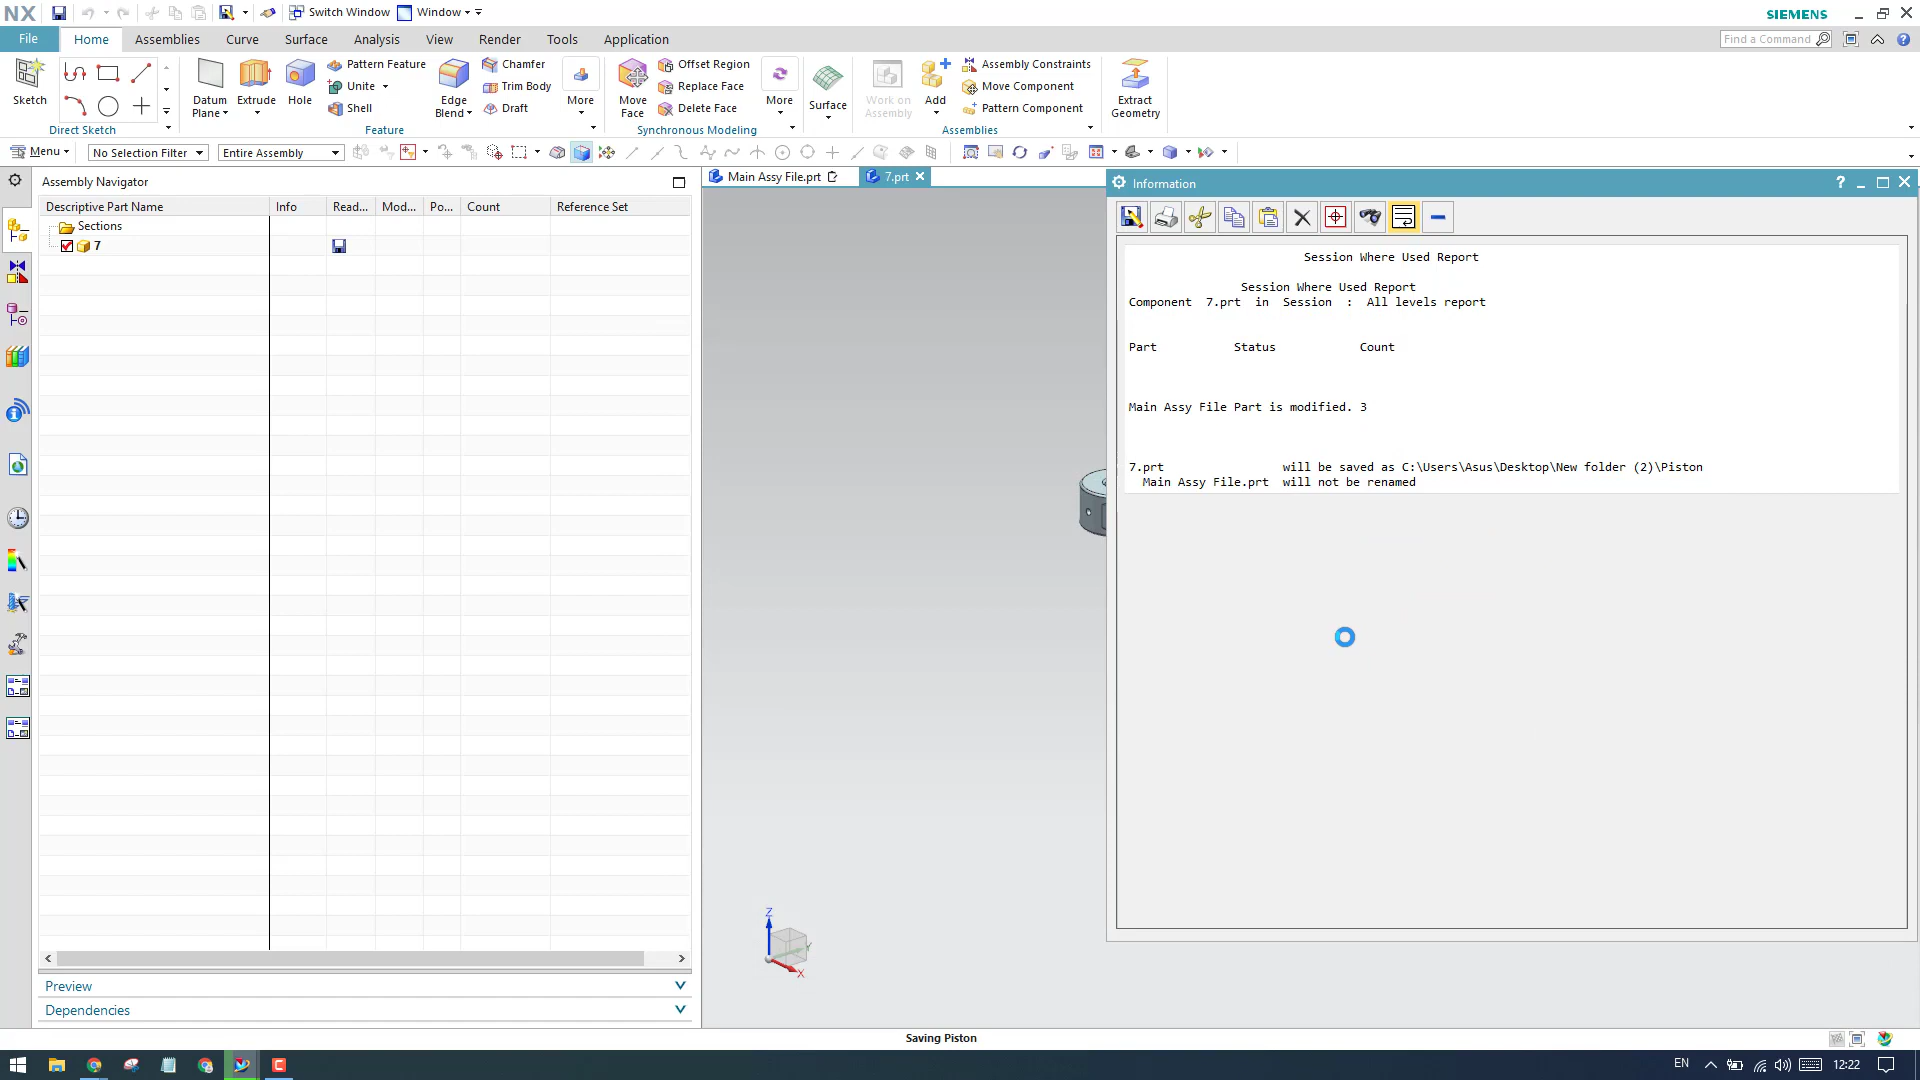 NX Switch Window Window SIEMENS
File Home Assemblies Curve Surface Analysis View Render Tools Application Find a Command
Pattern Feature Chamfer Offset Region Assembly Constraints
Unite Trim Body Replace Face Move Component
Sketch Datum Plane Extrude Hole Shell Edge Blend Draft More Move Face Delete Face More Surface Work on Assembly Add Pattern Component Extract Geometry
Direct Sketch Feature Synchronous Modeling Assemblies
Menu No Selection Filter Entire Assembly
Assembly Navigator Main Assy File.prt 7.prt Information
Descriptive Part Name Info Read... Mod... Po... Count Reference Set
Sections
7
Session Where Used Report
Session Where Used Report
Component 7.prt in Session : All levels report
Part Status Count
Main Assy File Part is modified. 3
7.prt will be saved as C:\Users\Asus\Desktop\New folder (2)\Piston
Main Assy File.prt will not be renamed
Z
Y
X
Preview
Dependencies
Saving Piston
EN 12:22